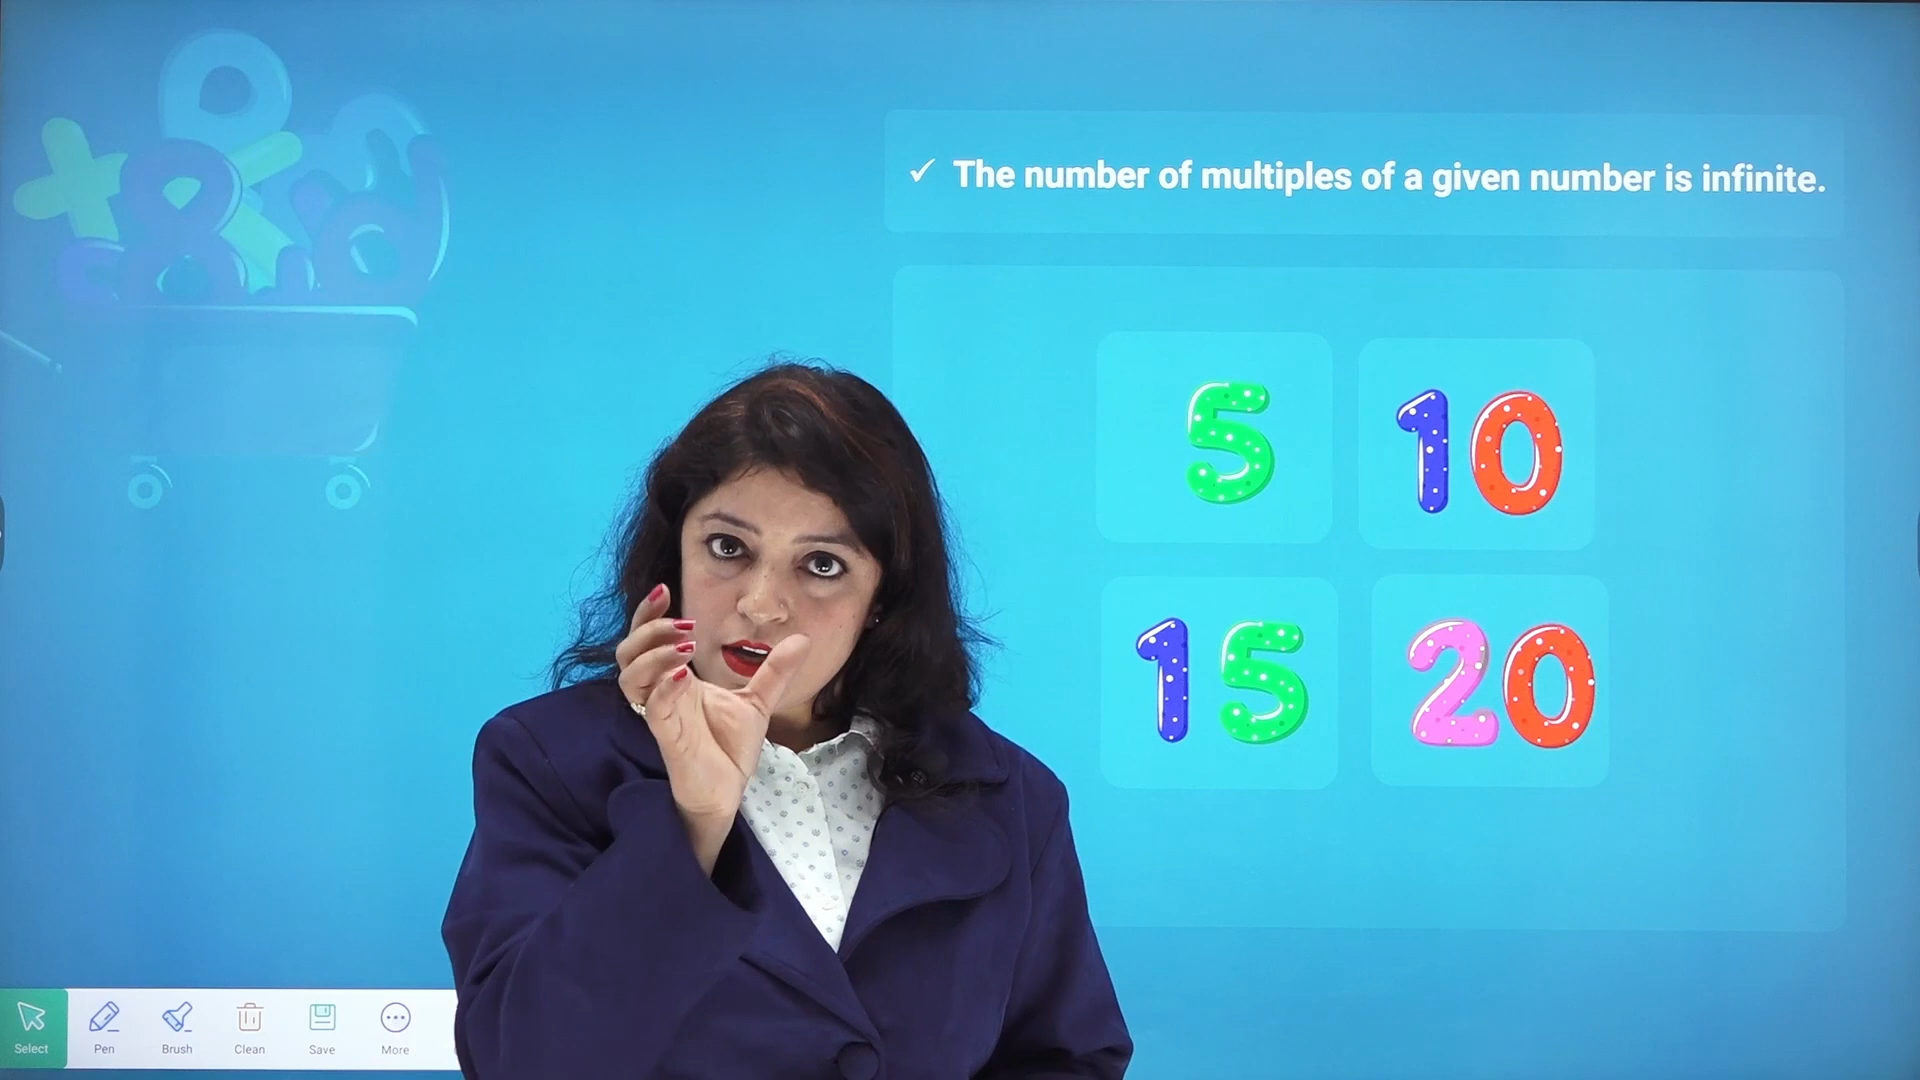 ✓ The number of multiples of a given number is infinite.
5 10
15 20
Select Pen Brush Clean Save More